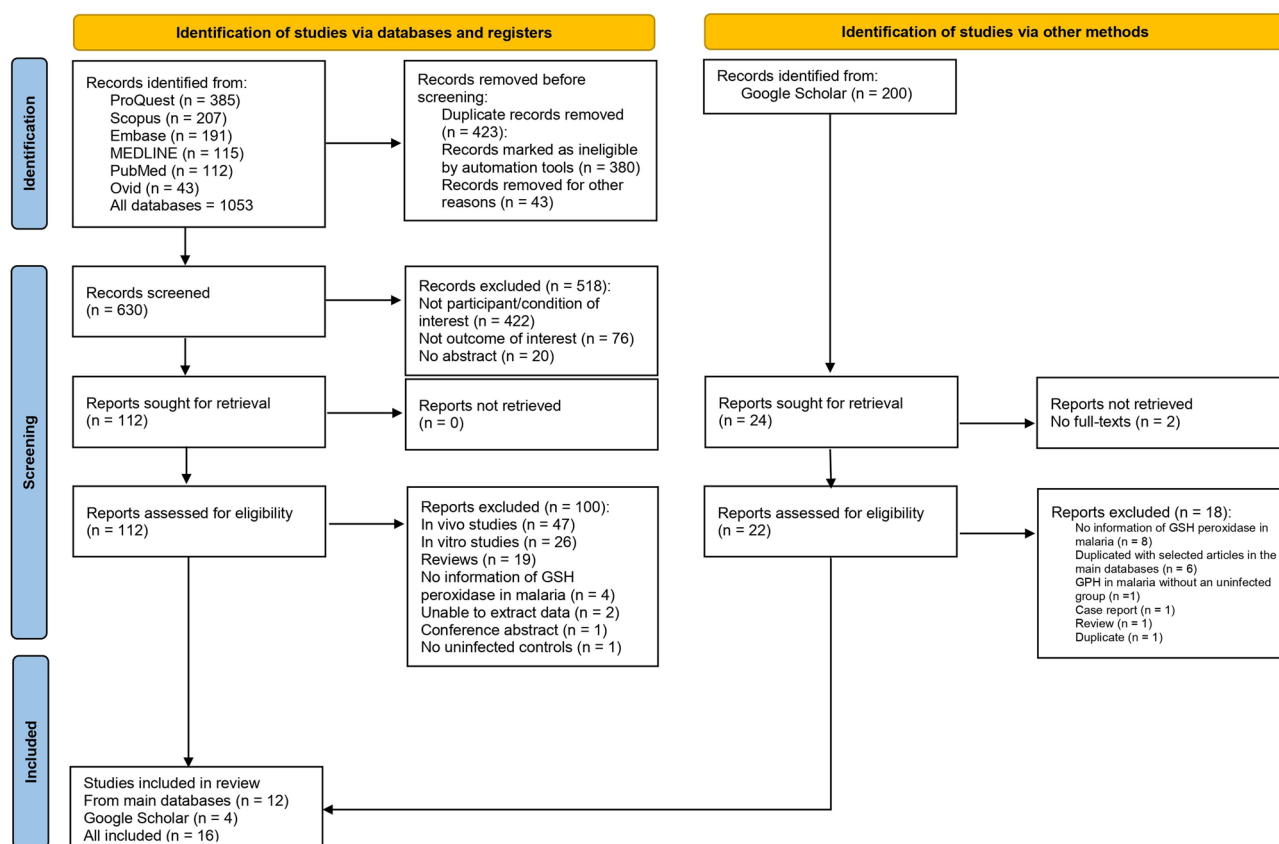 Identification of studies via databases and registers
Identification of studies via other methods
Identification
Records identified from:
ProQuest (n = 385)
Scopus (n = 207)
Embase (n = 191)
MEDLINE (n = 115)
PubMed (n = 112)
Ovid (n = 43)
All databases = 1053
Records removed before
screening:
Duplicate records removed
(n = 423):
Records marked as ineligible
by automation tools (n = 380)
Records removed for other
reasons (n = 43)
Records identified from:
Google Scholar (n = 200)
Screening
Records screened
(n = 630)
Records excluded (n = 518):
Not participant/condition of
interest (n = 422)
Not outcome of interest (n = 76)
No abstract (n = 20)
Reports sought for retrieval
(n = 112)
Reports not retrieved
(n = 0)
Reports sought for retrieval
(n = 24)
Reports not retrieved
No full-texts (n = 2)
Reports assessed for eligibility
(n = 112)
Reports excluded (n = 100):
In vivo studies (n = 47)
In vitro studies (n = 26)
Reviews (n = 19)
No information of GSH
peroxidase in malaria (n = 4)
Unable to extract data (n = 2)
Conference abstract (n = 1)
No uninfected controls (n = 1)
Reports assessed for eligibility
(n = 22)
Reports excluded (n = 18):
No information of GSH peroxidase in
malaria (n = 8)
Duplicated with selected articles in the
main databases (n = 6)
GPH in malaria without an uninfected
group (n =1)
Case report (n = 1)
Review (n = 1)
Duplicate (n = 1)
Included
Studies included in review
From main databases (n = 12)
Google Scholar (n = 4)
All included (n = 16)